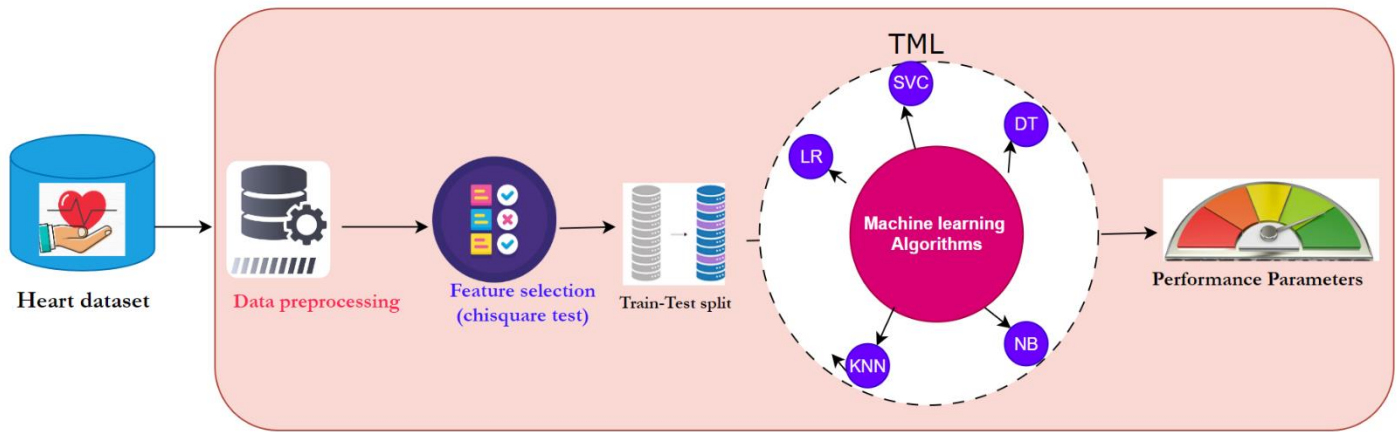 TML
SVC
DT
LR
Machine learning
Algorithms
KNN
NB
Heart dataset
Data preprocessing
Feature selection
(chisquare test)
Train-Test split
Performance Parameters